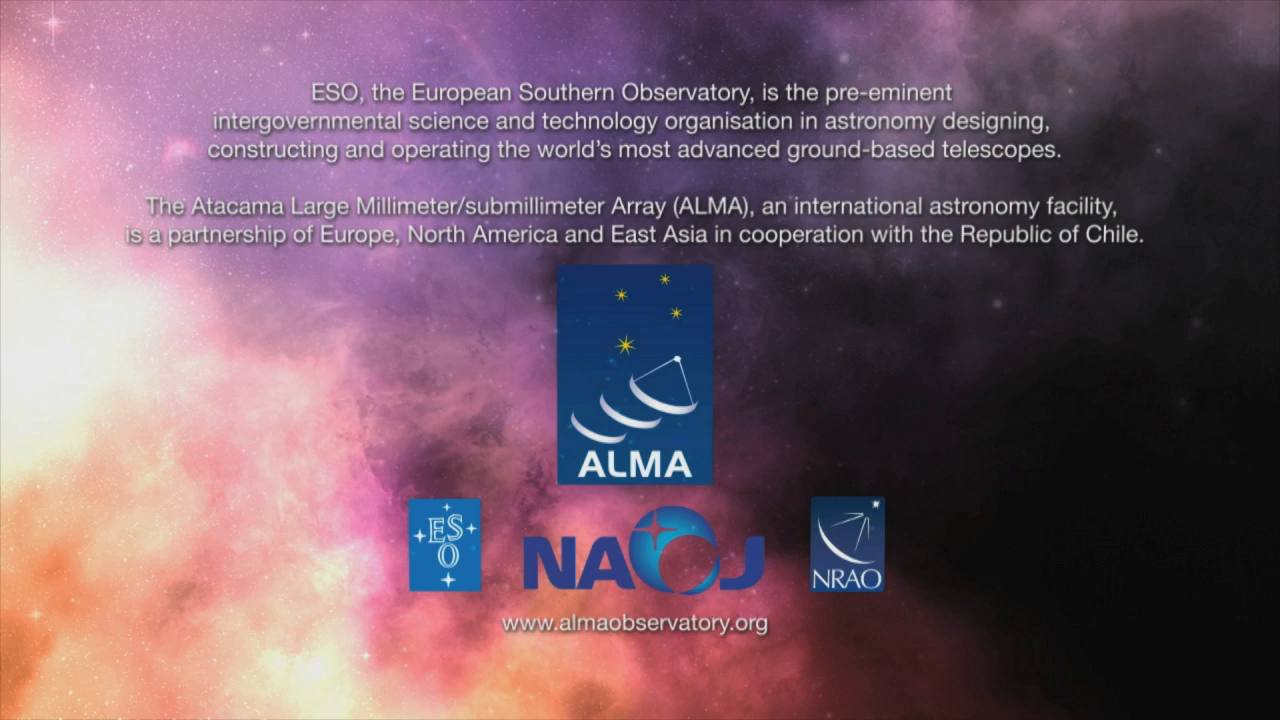 ESO, the European Southern Observatory, is the pre-eminent
intergovernmental science and technology organisation in astronomy designing,
constructing and operating the world's most advanced ground-based telescopes.
The Atacama Large Millimeter/submillimeter Array (ALMA), an international astronomy facility,
is a partnership of Europe, North America and East Asia in cooperation with the Republic of Chile.
ALMA
ESO
NAOJ
NRAO
www.almaobservatory.org